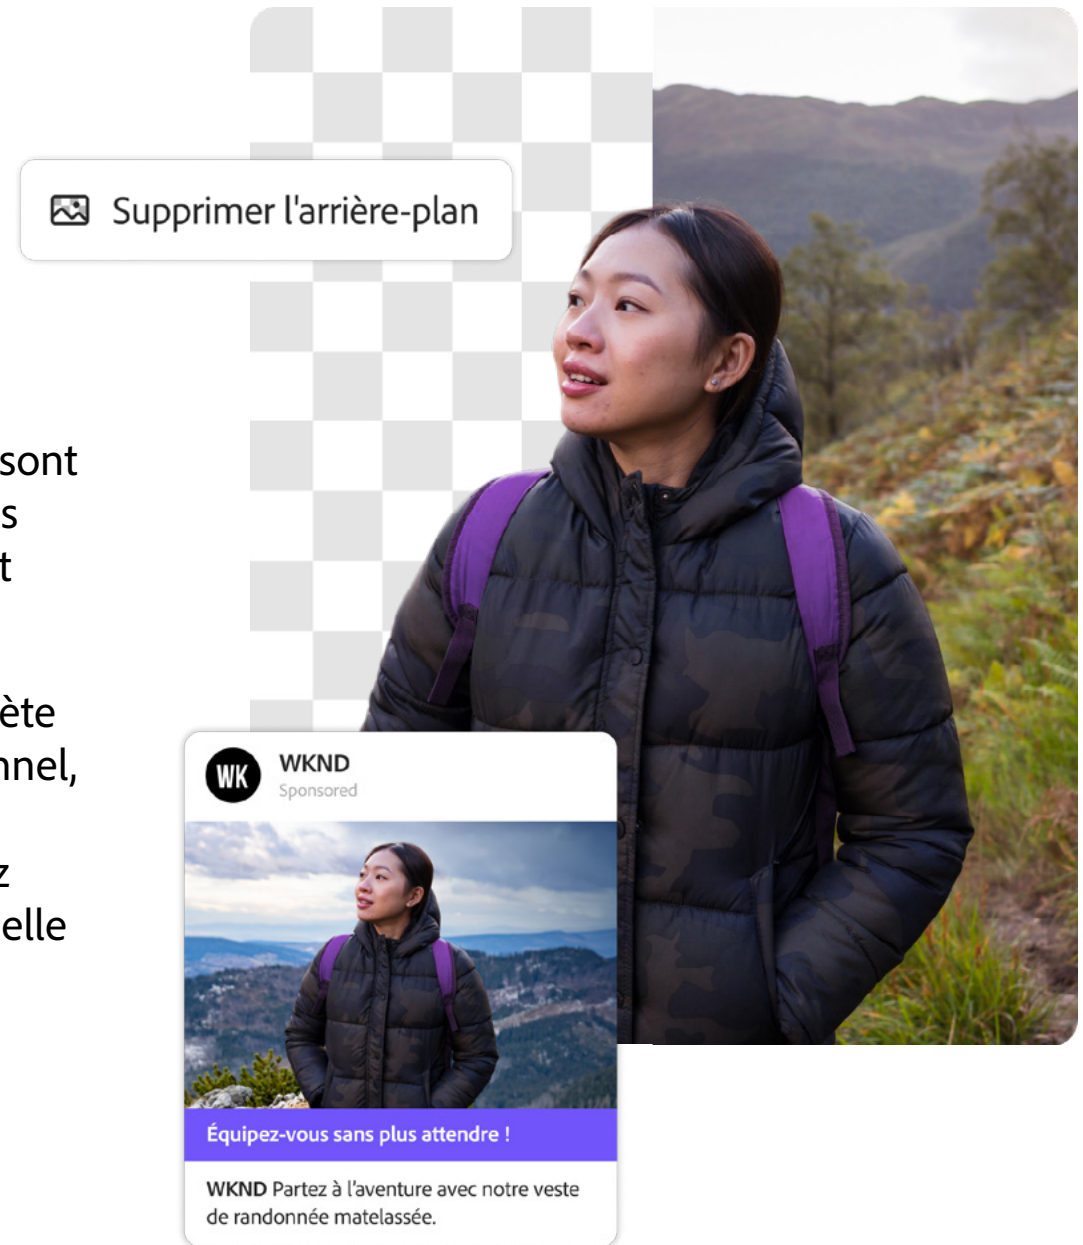 Supprimer l'arrière-plan
sont
s
t
ète
nnel,
z
elle
WK
WKND
Sponsored
Équipez-vous sans plus attendre !
WKND Partez à l’aventure avec notre veste
de randonnée matelassée.